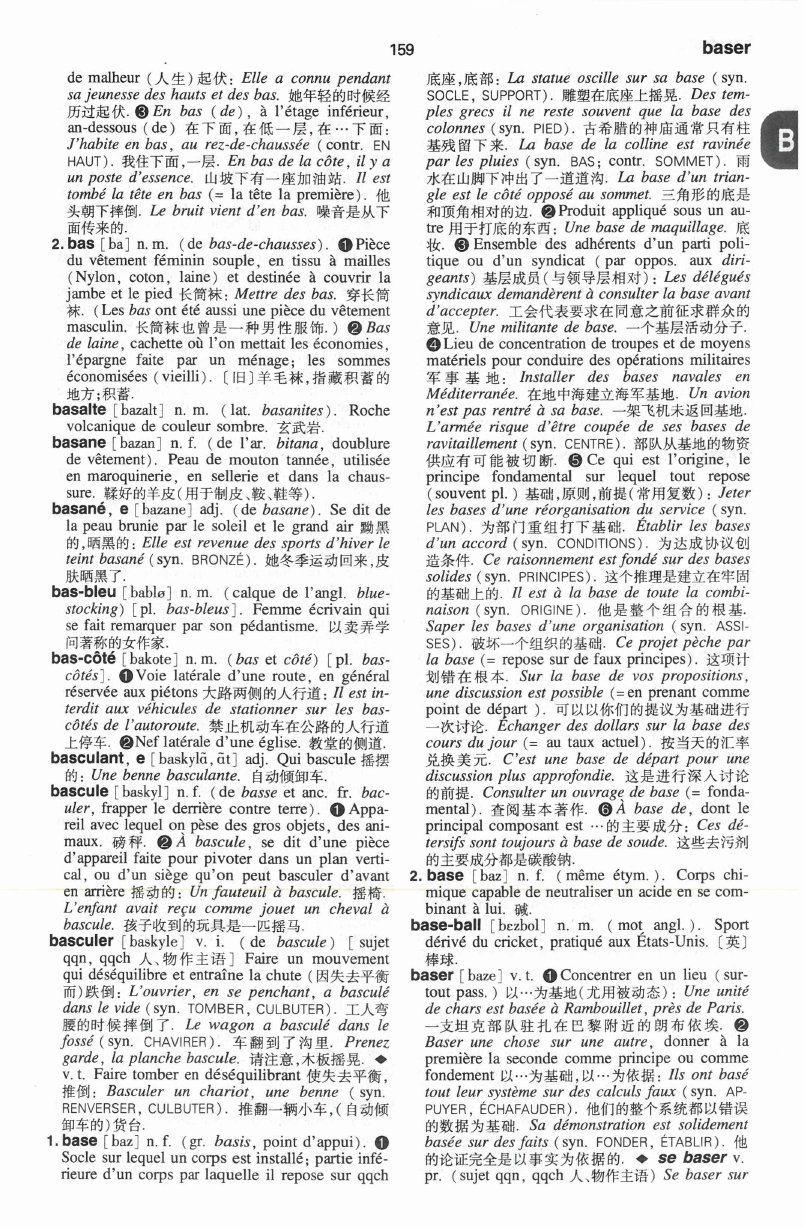 159
baser
de malheur (人生)起伏: Elle a connu pendant
sa jeunesse des hauts et des bas. 她年轻的时候经
历过起伏. ❸ En bas (de), à l'étage inférieur,
an-dessous (de) 在下面,在低一层,在…下面:
J'habite en bas, au rez-de-chaussée (contr. EN
HAUT). 我住下面,一层. En bas de la côte, il y a
un poste d'essence. 山坡下有一座加油站. Il est
tombé la tête en bas (= la tête la première). 他
头朝下摔倒. Le bruit vient d'en bas. 噪音是从下
面传来的.
2. bas [ba] n. m. (de bas-de-chausses). ❶ Pièce
du vêtement féminin souple, en tissu à mailles
(Nylon, coton, laine) et destinée à couvrir la
jambe et le pied 长筒袜: Mettre des bas. 穿长筒
袜. (Les bas ont été aussi une pièce du vêtement
masculin. 长筒袜也曾是一种男性服饰.) ❷ Bas
de laine, cachette où l'on mettait les économies,
l'épargne faite par un ménage; les sommes
économisées (vieilli). [旧]羊毛袜,指藏积蓄的
地方;积蓄.
basalte [bazalt] n. m. (lat. basanites). Roche
volcanique de couleur sombre. 玄武岩.
basane [bazan] n. f. (de l'ar. bitana, doublure
de vêtement). Peau de mouton tannée, utilisée
en maroquinerie, en sellerie et dans la chaus-
sure. 鞣好的羊皮(用于制皮、鞍、鞋等).
basané, e [bazane] adj. (de basane). Se dit de
la peau brunie par le soleil et le grand air 黝黑
的,晒黑的: Elle est revenue des sports d'hiver le
teint basané (syn. BRONZÉ). 她冬季运动回来,皮
肤晒黑了.
bas-bleu [bablø] n. m. (calque de l'angl. blue-
stocking) [pl. bas-bleus]. Femme écrivain qui
se fait remarquer par son pédantisme. 以卖弄学
问著称的女作家.
bas-côté [bakote] n. m. (bas et côté) [pl. bas-
côtés]. ❶ Voie latérale d'une route, en général
réservée aux piétons 大路两侧的人行道: Il est in-
terdit aux véhicules de stationner sur les bas-
côtés de l'autoroute. 禁止机动车在公路的人行道
上停车. ❷ Nef latérale d'une église. 教堂的侧道.
basculant, e [baskylɑ̃, ɑ̃t] adj. Qui bascule 摇摆
的: Une benne basculante. 自动倾卸车.
bascule [baskyl] n. f. (de basse et anc. fr. bac-
uler, frapper le derrière contre terre). ❶ Appa-
reil avec lequel on pèse des gros objets, des ani-
maux. 磅秤. ❷ À bascule, se dit d'une pièce
d'appareil faite pour pivoter dans un plan verti-
cal, ou d'un siège qu'on peut basculer d'avant
en arrière 摇动的: Un fauteuil à bascule. 摇椅.
L'enfant avait reçu comme jouet un cheval à
bascule. 孩子收到的玩具是一匹摇马.
basculer [baskyle] v. i. (de bascule) [sujet
qqn, qqch 人、物作主语] Faire un mouvement
qui déséquilibre et entraîne la chute (因失去平衡
而)跌倒: L'ouvrier, en se penchant, a basculé
dans le vide (syn. TOMBER, CULBUTER). 工人弯
腰的时候摔倒了. Le wagon a basculé dans le
fossé (syn. CHAVIRER). 车翻到了沟里. Prenez
garde, la planche bascule. 请注意,木板摇晃. ◆
v. t. Faire tomber en déséquilibrant 使失去平衡,
推倒: Basculer un chariot, une benne (syn.
RENVERSER, CULBUTER). 推翻一辆小车,(自动倾
卸车的)货台.
1. base [baz] n. f. (gr. basis, point d'appui). ❶
Socle sur lequel un corps est installé; partie infé-
rieure d'un corps par laquelle il repose sur qqch
底座,底部: La statue oscille sur sa base (syn.
SOCLE, SUPPORT). 雕塑在底座上摇晃. Des tem-
ples grecs il ne reste souvent que la base des
colonnes (syn. PIED). 古希腊的神庙通常只有柱
基残留下来. La base de la colline est ravinée
par les pluies (syn. BAS; contr. SOMMET). 雨
水在山脚下冲出了一道道沟. La base d'un trian-
gle est le côté opposé au sommet. 三角形的底是
和顶角相对的边. ❷ Produit appliqué sous un au-
tre 用于打底的东西: Une base de maquillage. 底
妆. ❸ Ensemble des adhérents d'un parti poli-
tique ou d'un syndicat (par oppos. aux diri-
geants) 基层成员(与领导层相对): Les délégués
syndicaux demandèrent à consulter la base avant
d'accepter. 工会代表要求在同意之前征求群众的
意见. Une militante de base. 一个基层活动分子.
❹ Lieu de concentration de troupes et de moyens
matériels pour conduire des opérations militaires
军事基地: Installer des bases navales en
Méditerranée. 在地中海建立海军基地. Un avion
n'est pas rentré à sa base. 一架飞机未返回基地.
L'armée risque d'être coupée de ses bases de
ravitaillement (syn. CENTRE). 部队从基地的物资
供应有可能被切断. ❺ Ce qui est l'origine, le
principe fondamental sur lequel tout repose
(souvent pl.) 基础,原则,前提(常用复数): Jeter
les bases d'une réorganisation du service (syn.
PLAN). 为部门重组打下基础. Établir les bases
d'un accord (syn. CONDITIONS). 为达成协议创
造条件. Ce raisonnement est fondé sur des bases
solides (syn. PRINCIPES). 这个推理是建立在牢固
的基础上的. Il est à la base de toute la combi-
naison (syn. ORIGINE). 他是整个组合的根基.
Saper les bases d'une organisation (syn. ASSI-
SES). 破坏一个组织的基础. Ce projet pèche par
la base (= repose sur de faux principes). 这项计
划错在根本. Sur la base de vos propositions,
une discussion est possible (= en prenant comme
point de départ ). 可以以你们的提议为基础进行
一次讨论. Échanger des dollars sur la base des
cours du jour (= au taux actuel). 按当天的汇率
兑换美元. C'est une base de départ pour une
discussion plus approfondie. 这是进行深入讨论
的前提. Consulter un ouvrage de base (= fonda-
mental). 查阅基本著作. ❻ À base de, dont le
principal composant est …的主要成分: Ces dé-
tersifs sont toujours à base de soude. 这些去污剂
的主要成分都是碳酸钠.
2. base [baz] n. f. (même étym.). Corps chi-
mique capable de neutraliser un acide en se com-
binant à lui. 碱.
base-ball [bɛzbol] n. m. (mot angl.). Sport
dérivé du cricket, pratiqué aux États-Unis. [英]
棒球.
baser [baze] v. t. ❶ Concentrer en un lieu (sur-
tout pass.) 以…为基地(尤用被动态): Une unité
de chars est basée à Rambouillet, près de Paris.
一支坦克部队驻扎在巴黎附近的朗布依埃. ❷
Baser une chose sur une autre, donner à la
première la seconde comme principe ou comme
fondement 以…为基础,以…为依据: Ils ont basé
tout leur système sur des calculs faux (syn. AP-
PUYER, ÉCHAFAUDER). 他们的整个系统都以错误
的数据为基础. Sa démonstration est solidement
basée sur des faits (syn. FONDER, ÉTABLIR). 他
的论证完全是以事实为依据的. ◆ se baser v.
pr. (sujet qqn, qqch 人、物作主语) Se baser sur
B